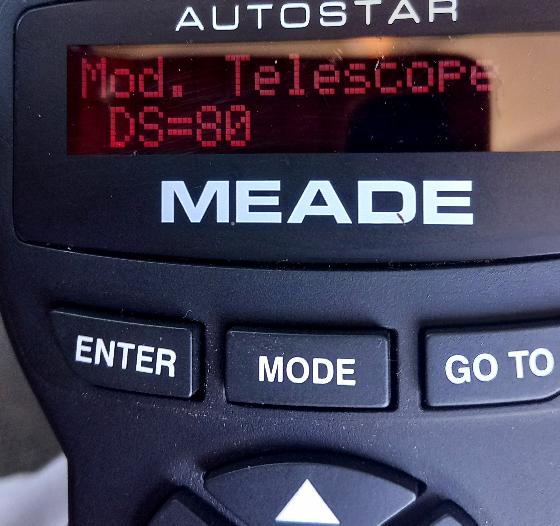 AUTOSTAR
Mod. Telescope
DS-80
MEADE
ENTER MODE GO TO